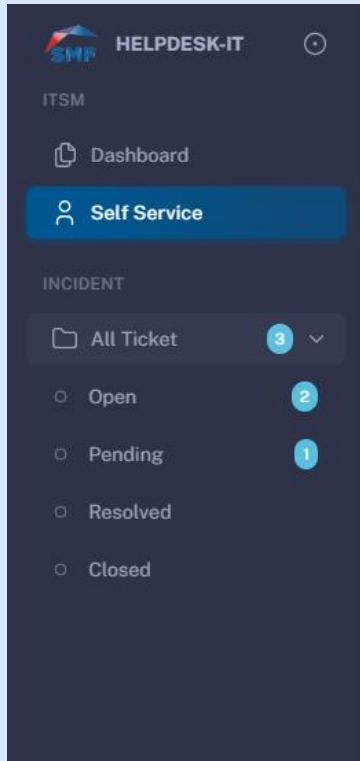 SMF HELPDESK-IT
ITSM
Dashboard
Self Service
INCIDENT
All Ticket 3
Open 2
Pending 1
Resolved
Closed